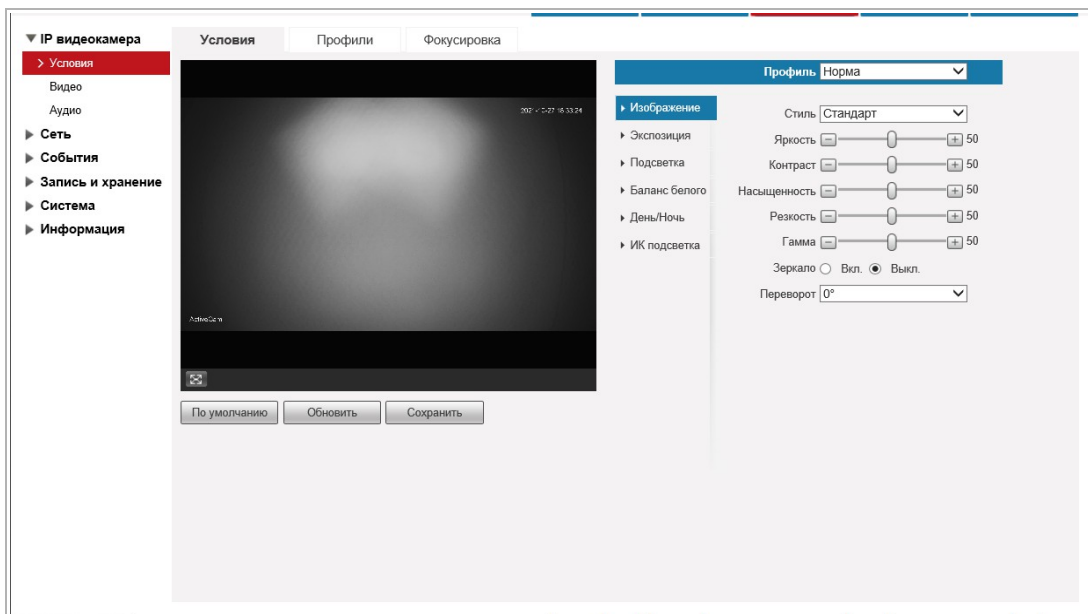 IP видеокамера
Условия
Видео
Аудио
Сеть
События
Запись и хранение
Система
Информация
Условия Профили Фокусировка
ActiveCam
По умолчанию Обновить Сохранить
Профиль Норма
Изображение
Экспозиция
Подсветка
Баланс белого
День/Ночь
ИК подсветка
Стиль Стандарт
Яркость 50
Контраст 50
Насыщенность 50
Резкость 50
Гамма 50
Зеркало Вкл. Выкл.
Переворот 0°